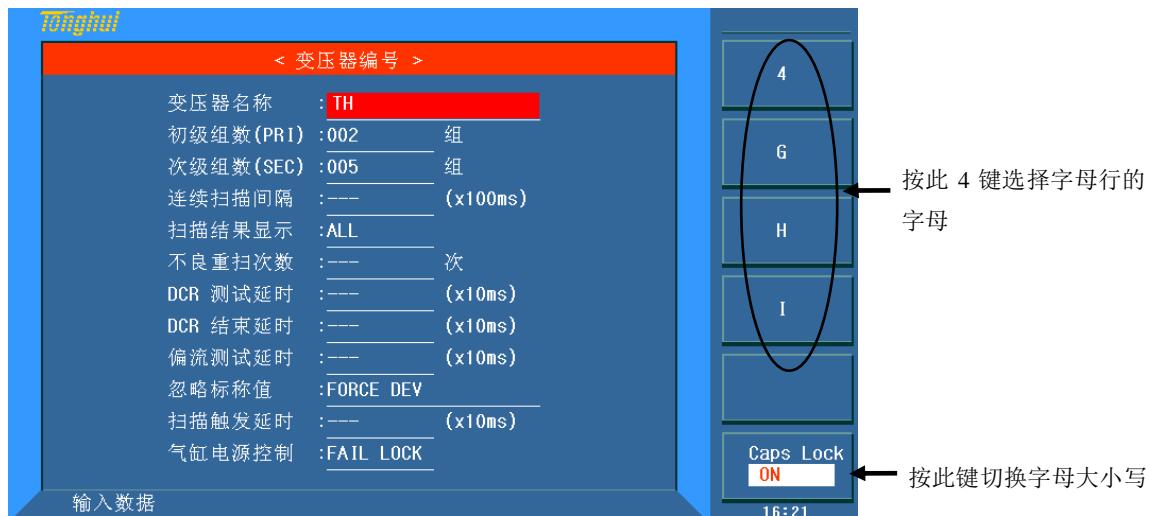 Tonghui
< 变压器编号 >
变压器名称 :TH
初级组数(PRI) :002 组
次级组数(SEC) :005 组
连续扫描间隔 :--- (x100ms)
扫描结果显示 :ALL
不良重扫次数 :--- 次
DCR 测试延时 :--- (x10ms)
DCR 结束延时 :--- (x10ms)
偏流测试延时 :--- (x10ms)
忽略标称值 :FORCE DEV
扫描触发延时 :--- (x10ms)
气缸电源控制 :FAIL LOCK
输入数据
4
G
H
I
Caps Lock
ON
16:21
按此 4 键选择字母行的
字母
按此键切换字母大小写